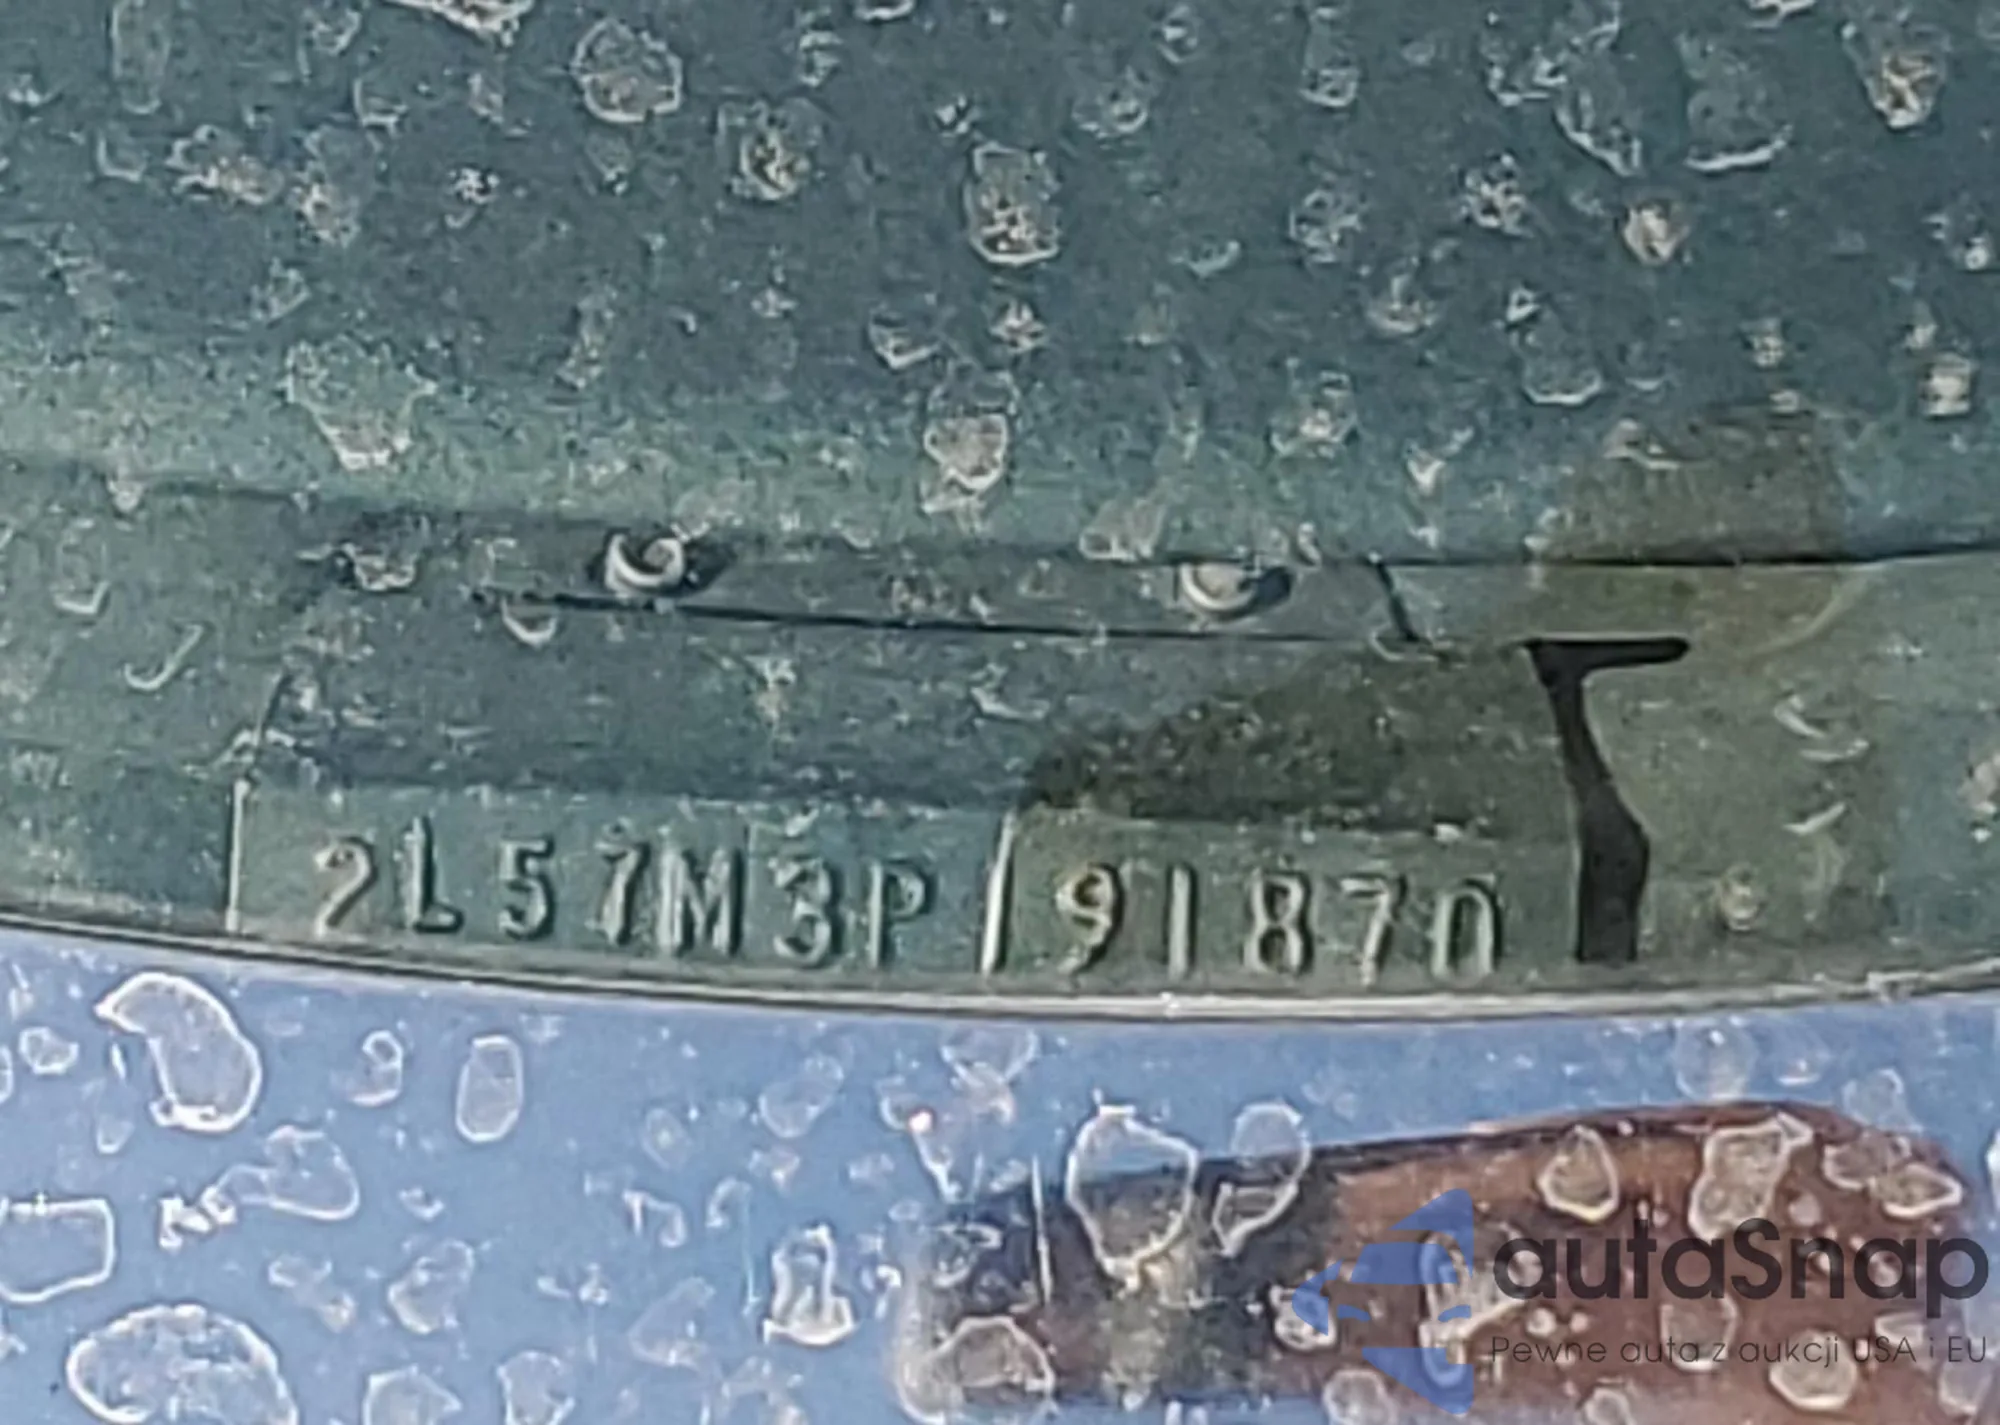 2L57M3P 91870
autaSnap
Pewne auta z aukcji USA i EU